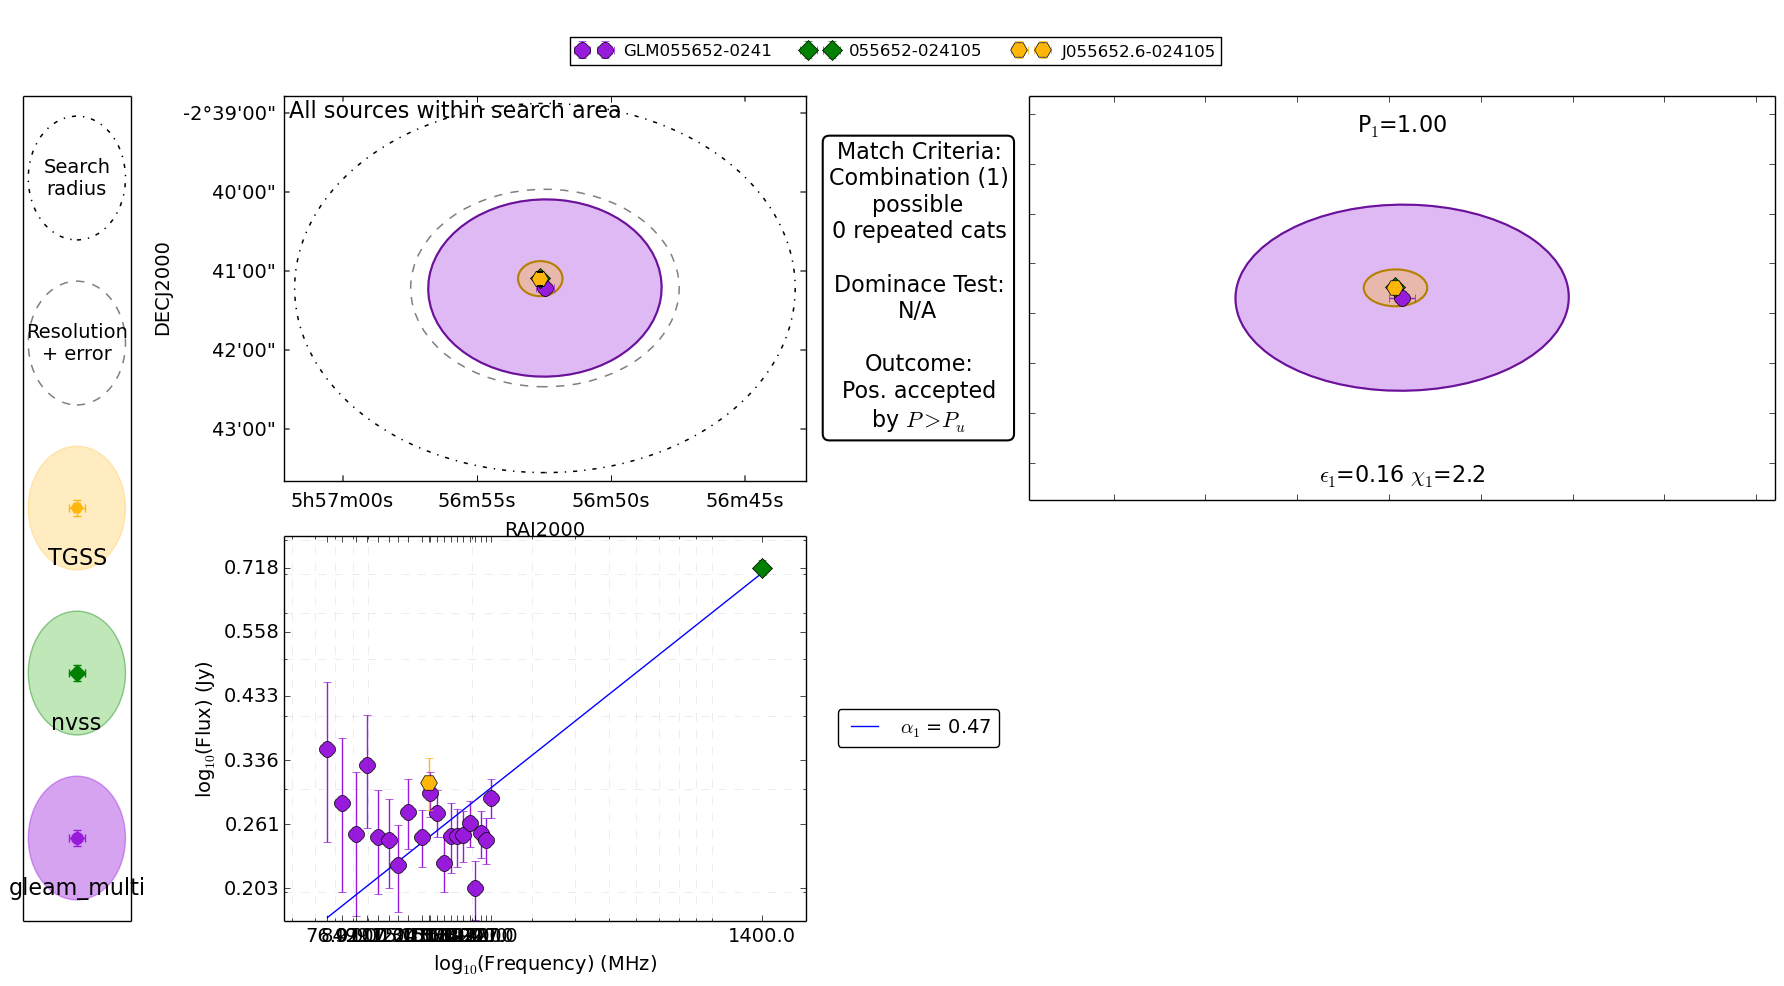 GLM055652-0241 055652-024105 J055652.6-024105
Search
radius
Resolution
+ error
TGSS
nvss
gleam_multi
All sources within search area
-2°39'00"
40'00"
41'00"
42'00"
43'00"
DECJ2000
5h57m00s 56m55s 56m50s 56m45s
RAJ2000
Match Criteria:
Combination (1)
possible
0 repeated cats
Dominace Test:
N/A
Outcome:
Pos. accepted
by P>Pu
P1=1.00
ϵ1=0.16 χ1=2.2
0.718
0.558
0.433
0.336
0.261
0.203
log10(Flux) (Jy)
1400.0
log10(Frequency) (MHz)
α1 = 0.47